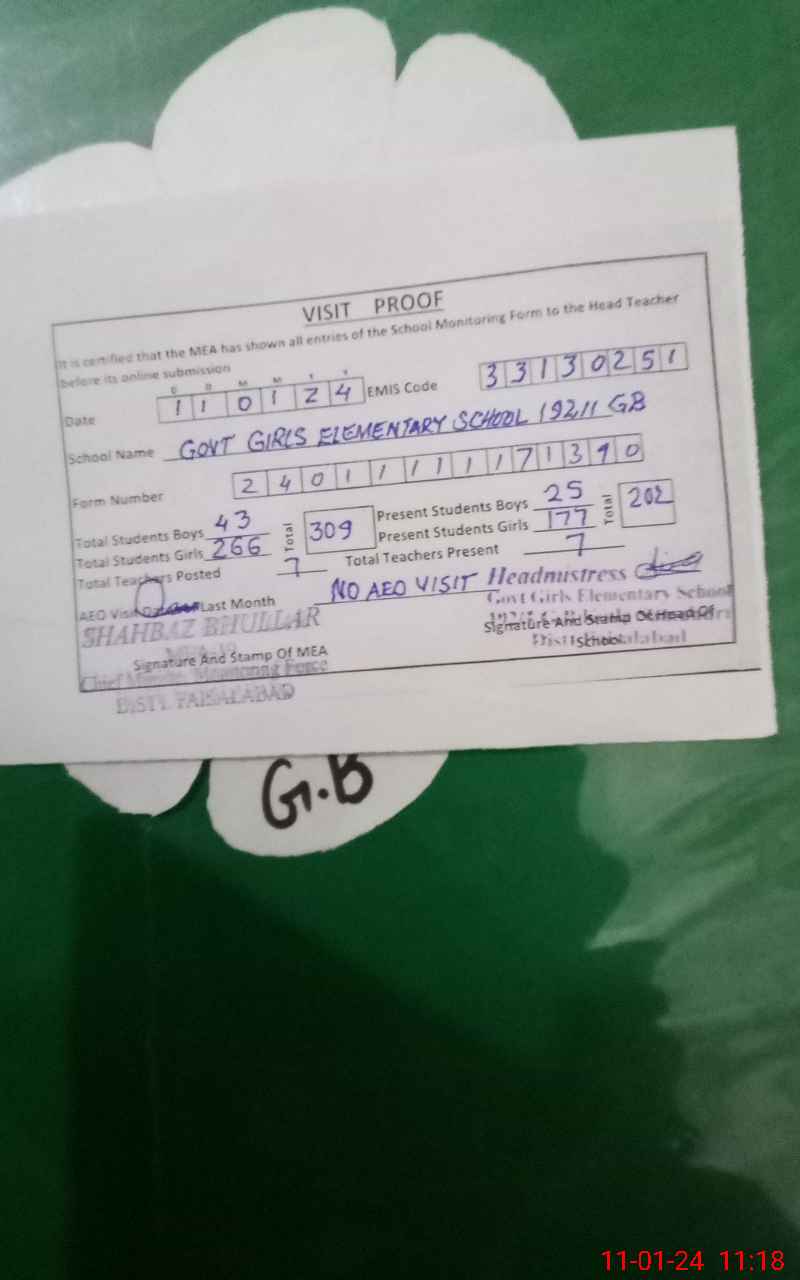 VISIT PROOF
It is certified that the MEA has shown all entries of the School Monitoring Form to the Head Teacher
before its online submission
D D M M Y Y
Date 1 1 0 1 2 4 EMIS Code 3 3 1 3 0 2 5 1
School Name GOVT GIRLS ELEMENTARY SCHOOL 192,11 GB
Form Number 2 4 0 1 1 1 1 1 1 7 1 3 9 0
Total Students Boys 43 Total 309 Present Students Boys 25 Total 202
Total Students Girls 266 Present Students Girls 177
Total Teachers Posted 7 Total Teachers Present 7
AEO Visit Last Month NO AEO VISIT Headmistress
SHAHBAZ BHULLAR Govt Girls Elementary School
Signature And Stamp Of MEA Signature And Stamp Of Head Of
School
Monitoring Force
DISTT. FAISALABAD
G.B
11-01-24 11:18